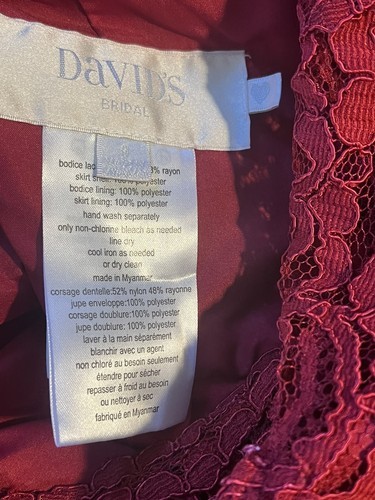 DaVID'S
BRIDAL
8
bodice lac 8% rayon
skirt shell: 100% polyester
bodice lining: 100% polyester
skirt lining: 100% polyester
hand wash separately
only non-chlorine bleach as needed
line dry
cool iron as needed
or dry clean
made in Myanmar
corsage dentelle:52% nylon 48% rayonne
jupe enveloppe:100% polyester
corsage doublure:100% polyester
jupe doublure: 100% polyester
laver à la main séparément
blanchir avec un agent
non chloré au besoin seulement
étendre pour sécher
repasser à froid au besoin
ou nettoyer à sec
fabriqué en Myanmar